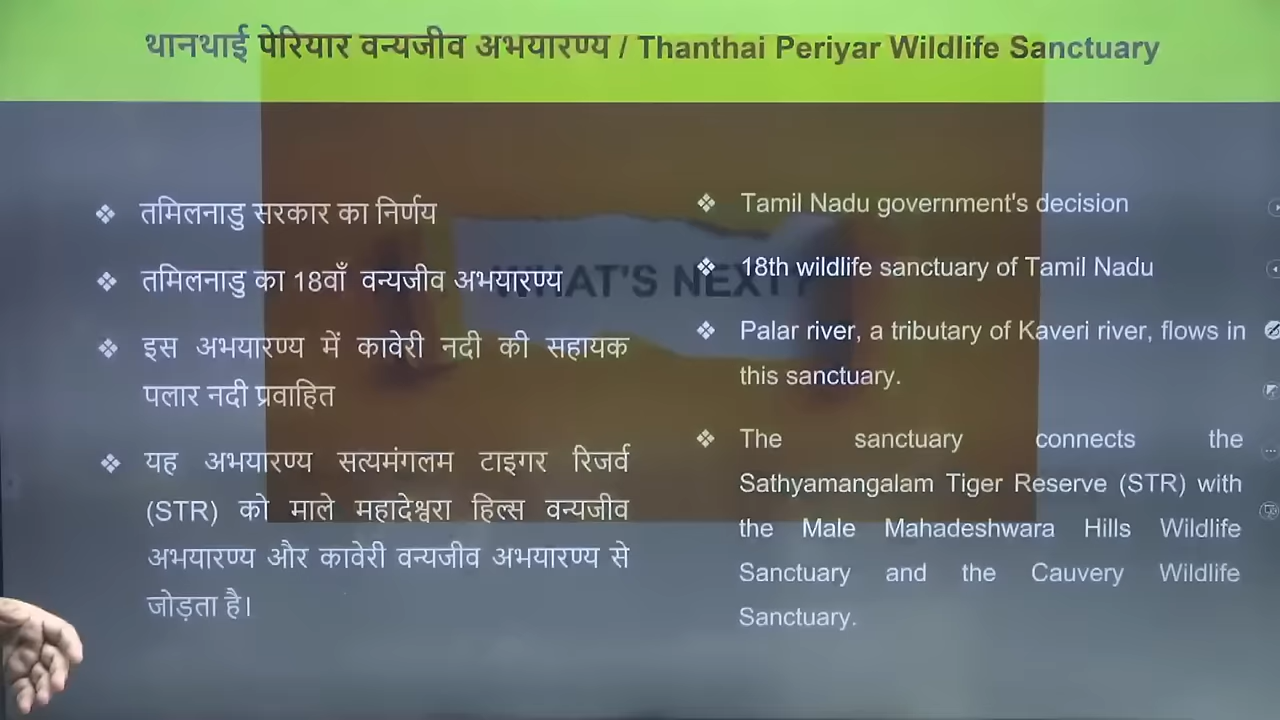 थानथाई पेरियार वन्यजीव अभयारण्य / Thanthai Periyar Wildlife Sanctuary
❖ तमिलनाडु सरकार का निर्णय
❖ तमिलनाडु का 18वाँ वन्यजीव अभयारण्य
❖ इस अभयारण्य में कावेरी नदी की सहायक
पलार नदी प्रवाहित
❖ यह अभयारण्य सत्यमंगलम टाइगर रिजर्व
(STR) को माले महादेश्वरा हिल्स वन्यजीव
अभयारण्य और कावेरी वन्यजीव अभयारण्य से
जोड़ता है।
❖ Tamil Nadu government's decision
❖ 18th wildlife sanctuary of Tamil Nadu
❖ Palar river, a tributary of Kaveri river, flows in
this sanctuary.
❖ The sanctuary connects the
Sathyamangalam Tiger Reserve (STR) with
the Male Mahadeshwara Hills Wildlife
Sanctuary and the Cauvery Wildlife
Sanctuary.
WHAT'S NEXT?